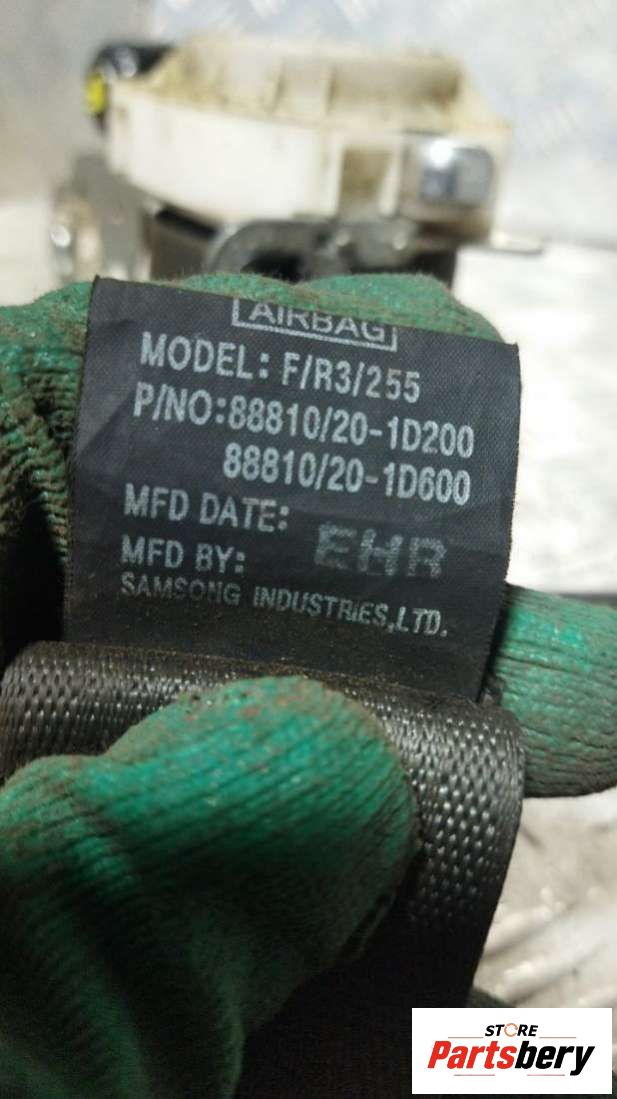 AIRBAG
MODEL: F/R3/255
P/NO:88810/20-1D200
88810/20-1D600
MFD DATE: EHR
MFD BY:
SAMSONG INDUSTRIES,LTD.
STORE
Partsbery